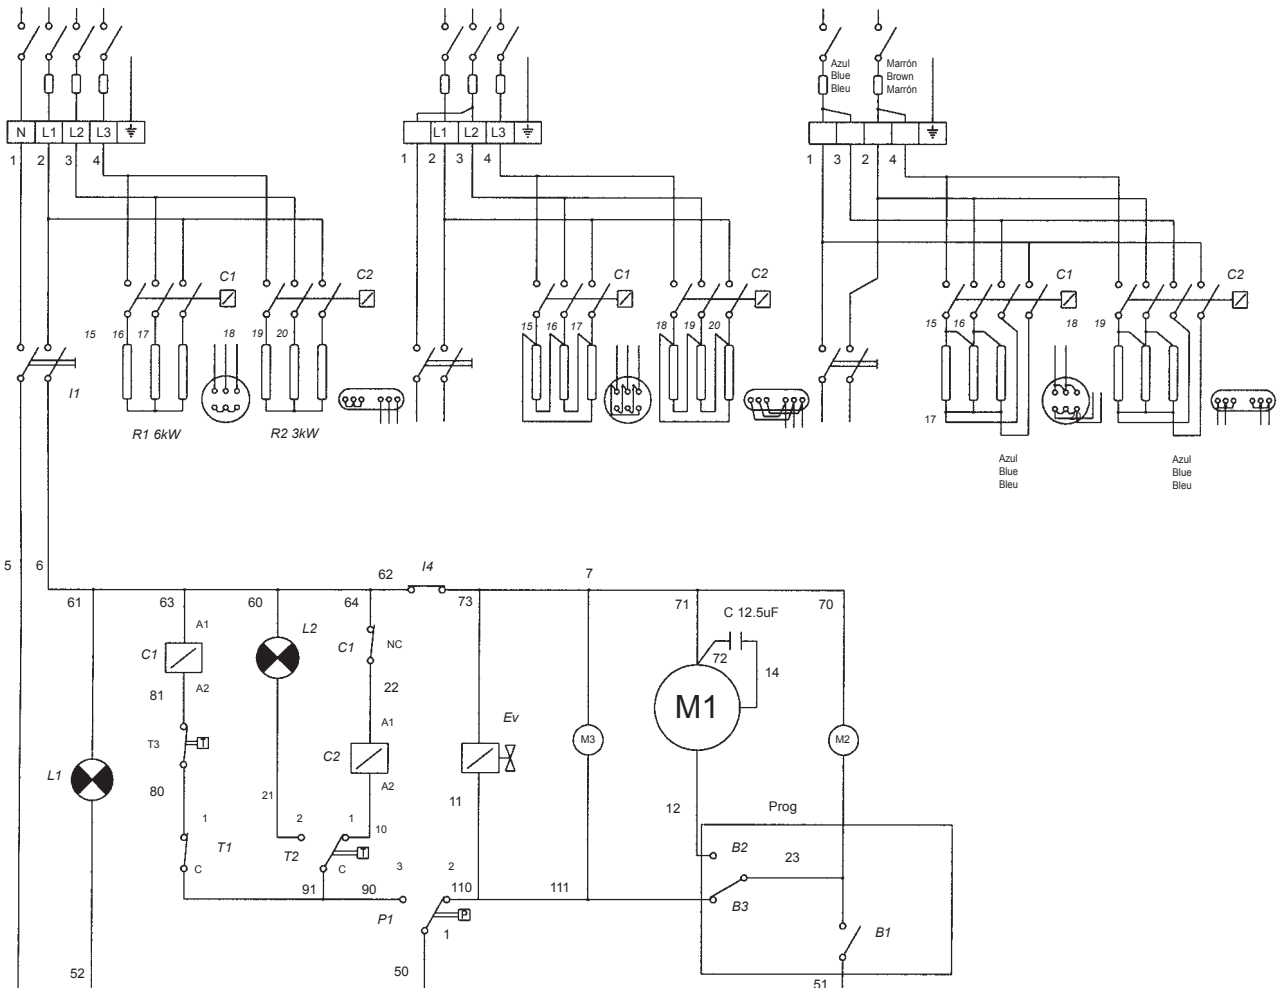 Azul
Blue
Bleu
Marrón
Brown
Marrón
N L1 L2 L3
L1 L2 L3
1 2 3 4
1 2 3 4
1 3 2 4
C1 C2
C1 C2
C1 C2
15 16 17 18 19 20
15 16 17 18 19 20
15 16 18 19
I1
R1 6kW R2 3kW
17
Azul
Blue
Bleu
Azul
Blue
Bleu
5 6 62 I4 7
61 63 60 64 73 71 70
C 12.5uF
A1 L2
C1 C1 NC
72 14
81 A2 22
M1
A1 Ev
T3 T M3 M2
C2
L1 A2
80 21 11 12 Prog
1 2 1 10
T1 T2 T B2 23
C C 3 2
91 90 110 111 B3
P1 P
1 B1
52 50 51